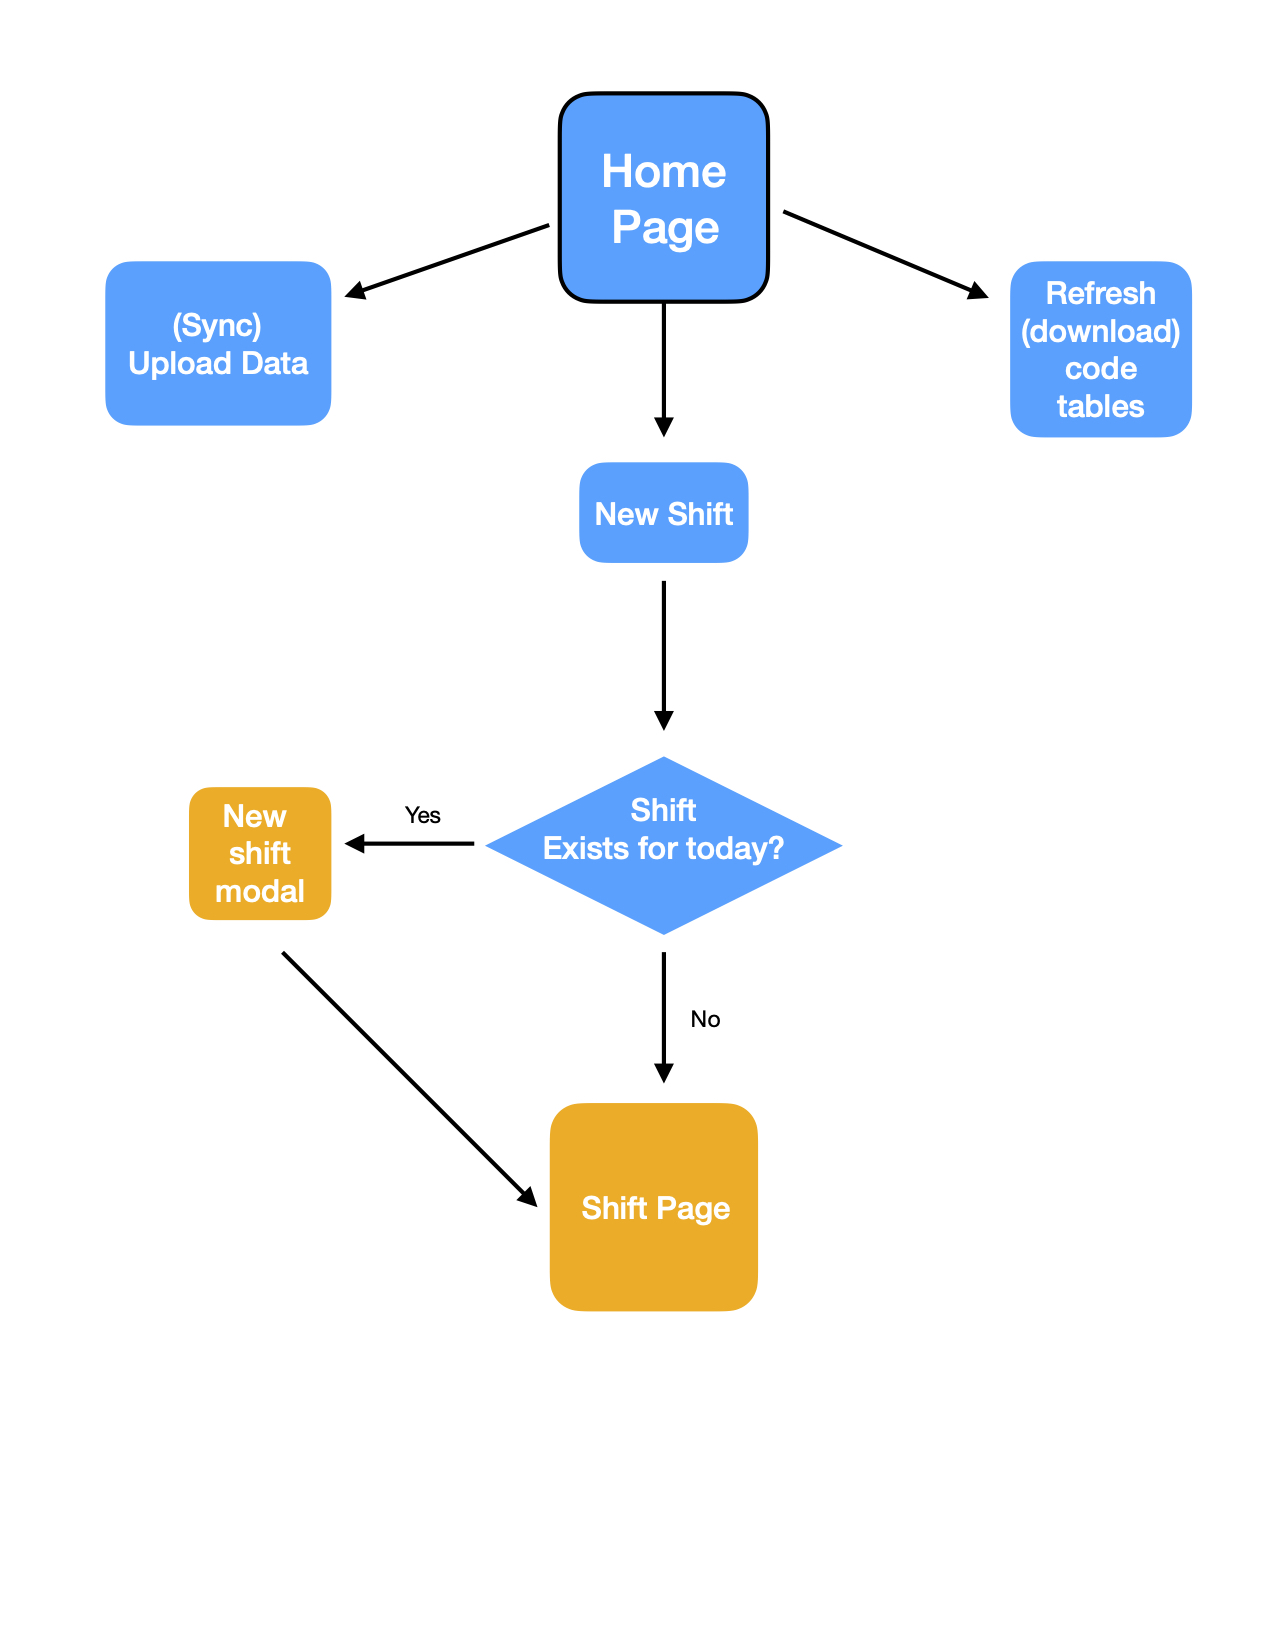 Home
Page
(Sync)
Upload Data
Refresh
(download)
code
tables
New Shift
Shift
Exists for today?
Yes
New
shift
modal
No
Shift Page